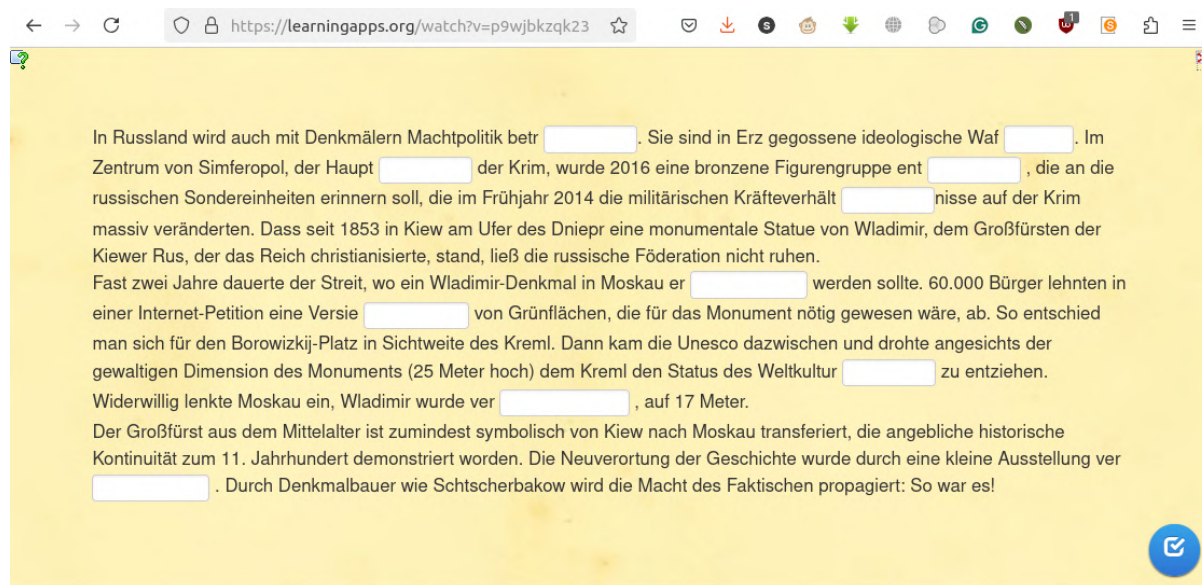 https://learningapps.org/watch?v=p9wjbkzqk23
1
In Russland wird auch mit Denkmälern Machtpolitik betr . Sie sind in Erz gegossene ideologische Waf . Im
Zentrum von Simferopol, der Haupt der Krim, wurde 2016 eine bronzene Figurengruppe ent , die an die
russischen Sondereinheiten erinnern soll, die im Frühjahr 2014 die militärischen Kräfteverhält nisse auf der Krim
massiv veränderten. Dass seit 1853 in Kiew am Ufer des Dniepr eine monumentale Statue von Wladimir, dem Großfürsten der
Kiewer Rus, der das Reich christianisierte, stand, ließ die russische Föderation nicht ruhen.
Fast zwei Jahre dauerte der Streit, wo ein Wladimir-Denkmal in Moskau er werden sollte. 60.000 Bürger lehnten in
einer Internet-Petition eine Versie von Grünflächen, die für das Monument nötig gewesen wäre, ab. So entschied
man sich für den Borowizkij-Platz in Sichtweite des Kreml. Dann kam die Unesco dazwischen und drohte angesichts der
gewaltigen Dimension des Monuments (25 Meter hoch) dem Kreml den Status des Weltkultur zu entziehen.
Widerwillig lenkte Moskau ein, Wladimir wurde ver , auf 17 Meter.
Der Großfürst aus dem Mittelalter ist zumindest symbolisch von Kiew nach Moskau transferiert, die angebliche historische
Kontinuität zum 11. Jahrhundert demonstriert worden. Die Neuverortung der Geschichte wurde durch eine kleine Ausstellung ver
. Durch Denkmalbauer wie Schtscherbakow wird die Macht des Faktischen propagiert: So war es!